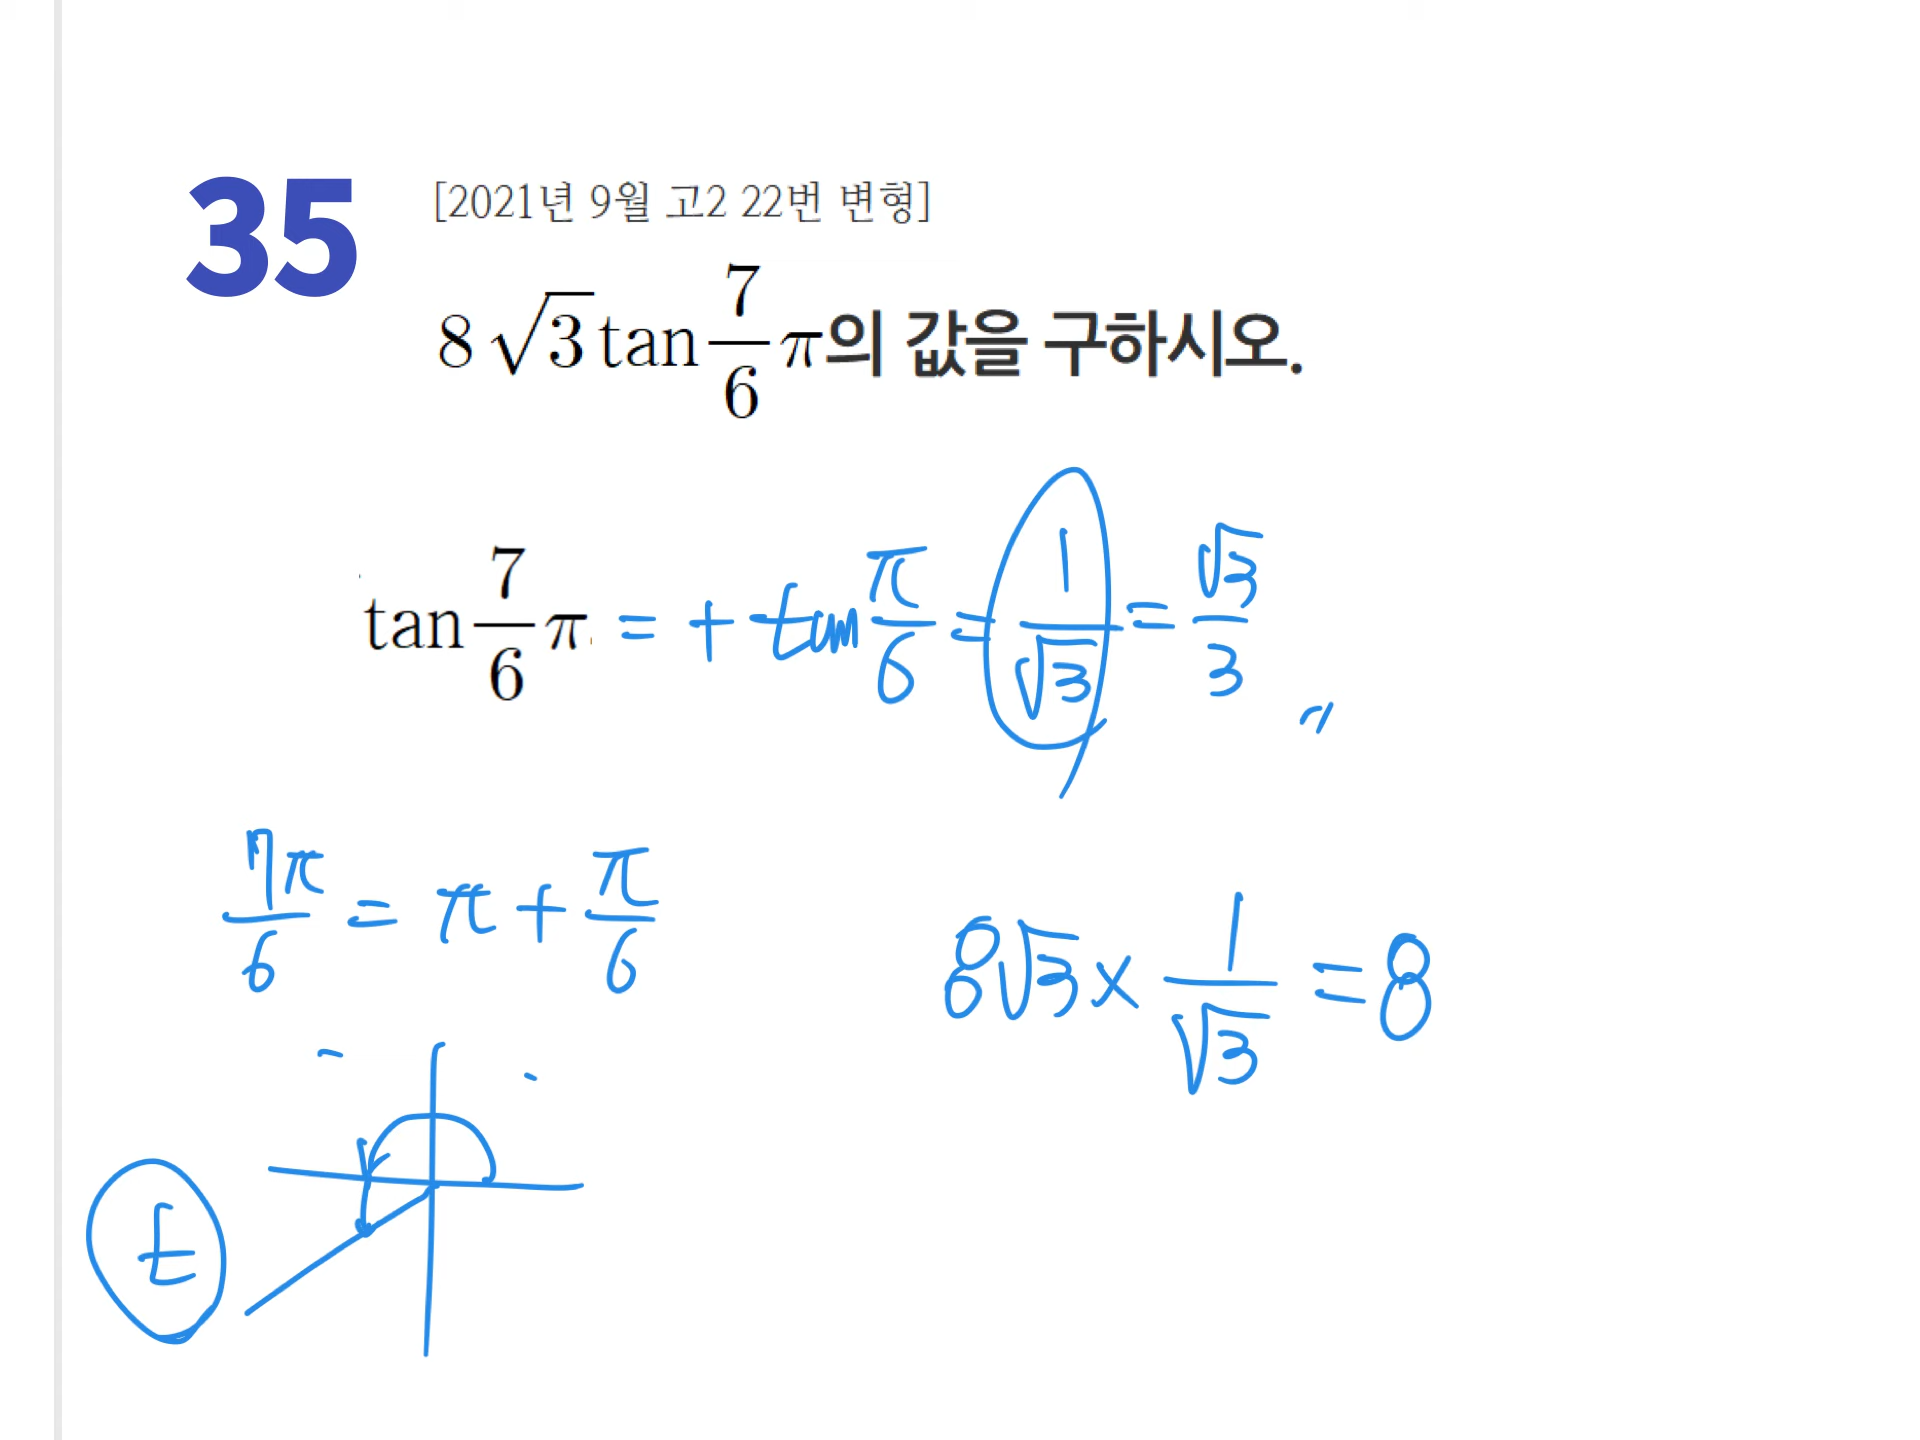 35
[2021년 9월 고2 22번 변형]
8√3 tan 7/6 π의 값을 구하시오.
tan 7/6 π = + tan π/6 = 1/√3 = √3/3 〃
7π/6 = π + π/6
8√3 × 1/√3 = 8
t